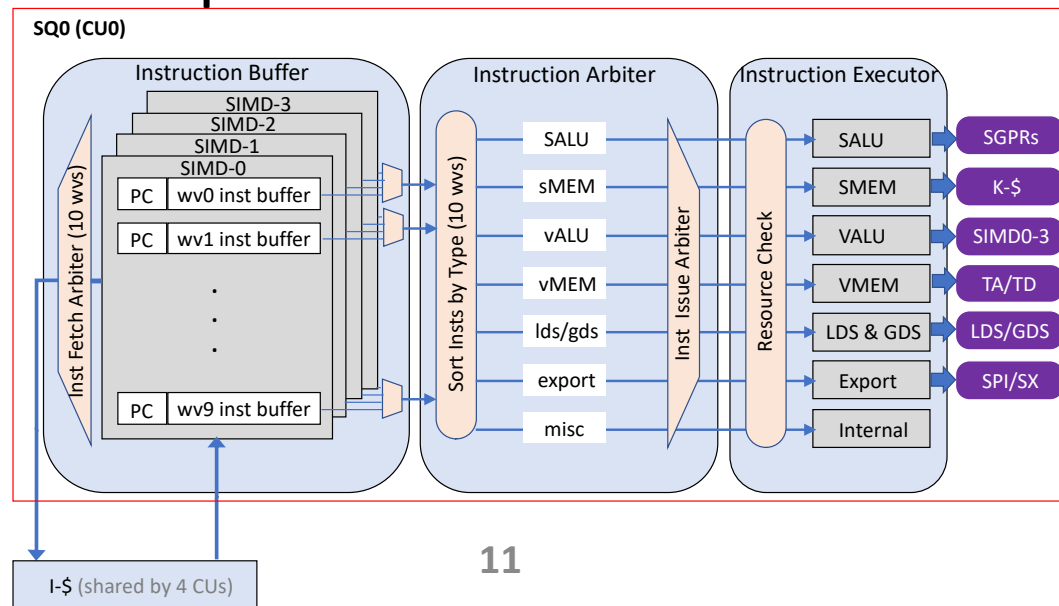 SQ0 (CU0)
Instruction Buffer
Instruction Arbiter
Instruction Executor
Inst Fetch Arbiter (10 wvs)
SIMD-3
SIMD-2
SIMD-1
SIMD-0
PC
wv0 inst buffer
PC
wv1 inst buffer
.
.
.
PC
wv9 inst buffer
Sort Insts by Type (10 wvs)
SALU
sMEM
vALU
vMEM
lds/gds
export
misc
Inst Issue Arbiter
Resource Check
SALU
SMEM
VALU
VMEM
LDS & GDS
Export
Internal
SGPRs
K-$
SIMD0-3
TA/TD
LDS/GDS
SPI/SX
I-$ (shared by 4 CUs)
11